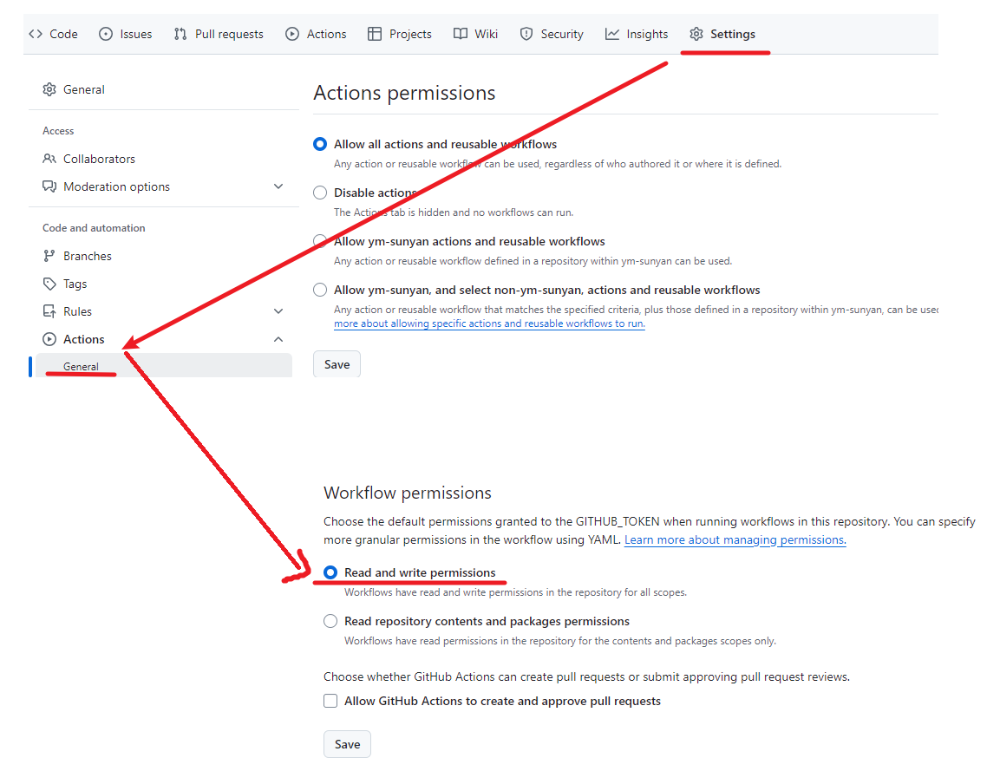 Code Issues Pull requests Actions Projects Wiki Security Insights Settings
General
Access
Collaborators
Moderation options
Code and automation
Branches
Tags
Rules
Actions
General
Actions permissions
Allow all actions and reusable workflows
Any action or reusable workflow can be used, regardless of who authored it or where it is defined.
Disable actions
The Actions tab is hidden and no workflows can run.
Allow ym-sunyan actions and reusable workflows
Any action or reusable workflow defined in a repository within ym-sunyan can be used.
Allow ym-sunyan, and select non-ym-sunyan, actions and reusable workflows
Any action or reusable workflow that matches the specified criteria, plus those defined in a repository within ym-sunyan, can be used
more about allowing specific actions and reusable workflows to run.
Save
Workflow permissions
Choose the default permissions granted to the GITHUB_TOKEN when running workflows in this repository. You can specify
more granular permissions in the workflow using YAML. Learn more about managing permissions.
Read and write permissions
Workflows have read and write permissions in the repository for all scopes.
Read repository contents and packages permissions
Workflows have read permissions in the repository for the contents and packages scopes only.
Choose whether GitHub Actions can create pull requests or submit approving pull request reviews.
Allow GitHub Actions to create and approve pull requests
Save